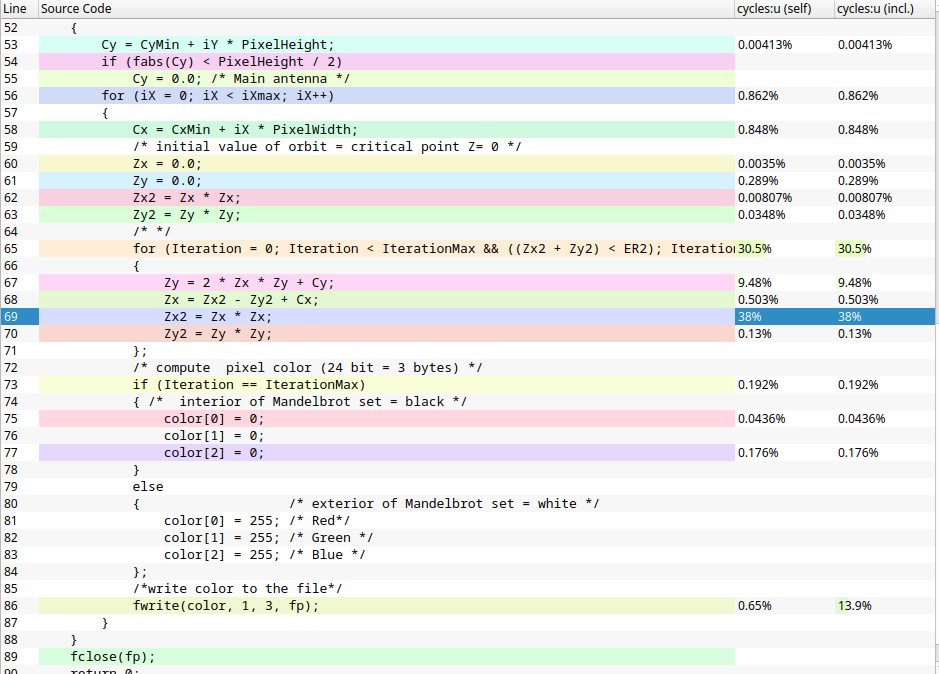 Line Source Code cycles:u (self) cycles:u (incl.)
52 {
53 Cy = CyMin + iY * PixelHeight; 0.00413% 0.00413%
54 if (fabs(Cy) < PixelHeight / 2)
55 Cy = 0.0; /* Main antenna */
56 for (iX = 0; iX < iXmax; iX++) 0.862% 0.862%
57 {
58 Cx = CxMin + iX * PixelWidth; 0.848% 0.848%
59 /* initial value of orbit = critical point Z= 0 */
60 Zx = 0.0; 0.0035% 0.0035%
61 Zy = 0.0; 0.289% 0.289%
62 Zx2 = Zx * Zx; 0.00807% 0.00807%
63 Zy2 = Zy * Zy; 0.0348% 0.0348%
64 /* */
65 for (Iteration = 0; Iteration < IterationMax && ((Zx2 + Zy2) < ER2); Iteration 30.5% 30.5%
66 {
67 Zy = 2 * Zx * Zy + Cy; 9.48% 9.48%
68 Zx = Zx2 - Zy2 + Cx; 0.503% 0.503%
69 Zx2 = Zx * Zx; 38% 38%
70 Zy2 = Zy * Zy; 0.13% 0.13%
71 };
72 /* compute  pixel color (24 bit = 3 bytes) */
73 if (Iteration == IterationMax) 0.192% 0.192%
74 { /*  interior of Mandelbrot set = black */
75 color[0] = 0; 0.0436% 0.0436%
76 color[1] = 0;
77 color[2] = 0; 0.176% 0.176%
78 }
79 else
80 { /* exterior of Mandelbrot set = white */
81 color[0] = 255; /* Red*/
82 color[1] = 255; /* Green */
83 color[2] = 255; /* Blue */
84 };
85 /*write color to the file*/
86 fwrite(color, 1, 3, fp); 0.65% 13.9%
87 }
88 }
89 fclose(fp);
90 return 0;